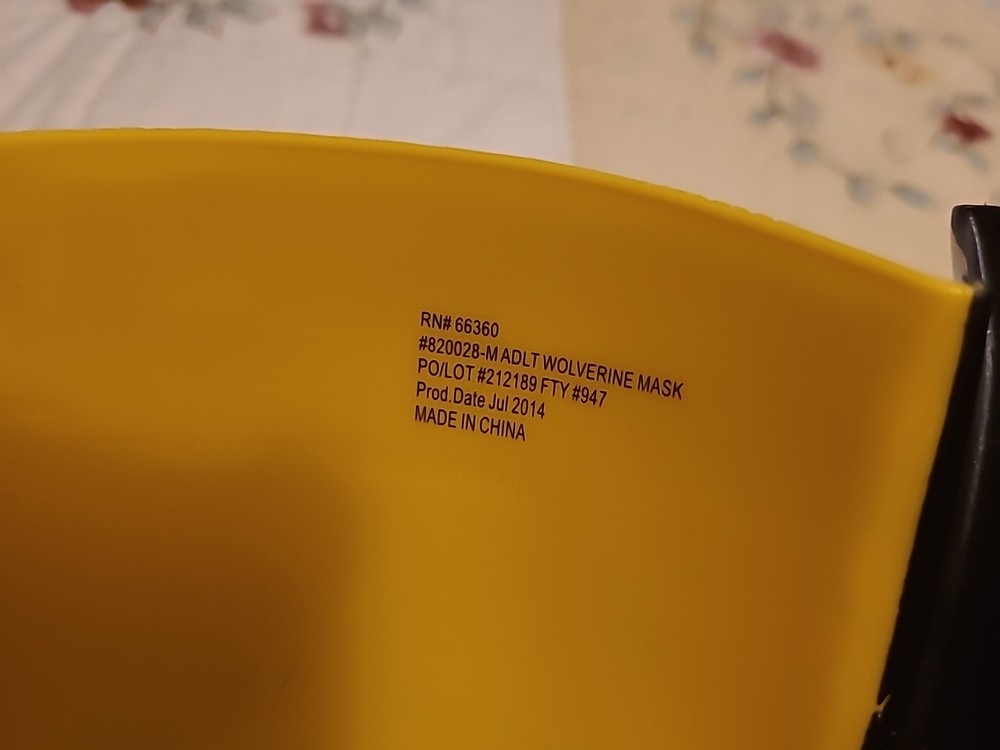 RN# 66360
#820028-M ADLT WOLVERINE MASK
PO/LOT #212189 FTY #947
Prod.Date Jul 2014
MADE IN CHINA